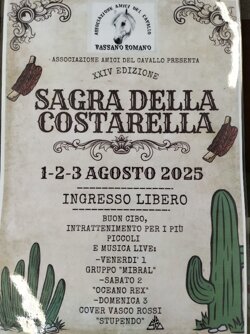 ASSOCIAZIONE AMICI DEL CAVALLO
BASSANO ROMANO
ASSOCIAZIONE AMICI DEL CAVALLO PRESENTA
XXIV EDIZIONE
SAGRA DELLA
COSTARELLA
1-2-3 AGOSTO 2025
INGRESSO LIBERO
BUON CIBO,
INTRATTENIMENTO PER I PIÙ
PICCOLI
E MUSICA LIVE:
-VENERDI' 1
GRUPPO "MIBRAL"
-SABATO 2
"OCEANO REX"
-DOMENICA 3
COVER VASCO ROSSI
"STUPENDO"